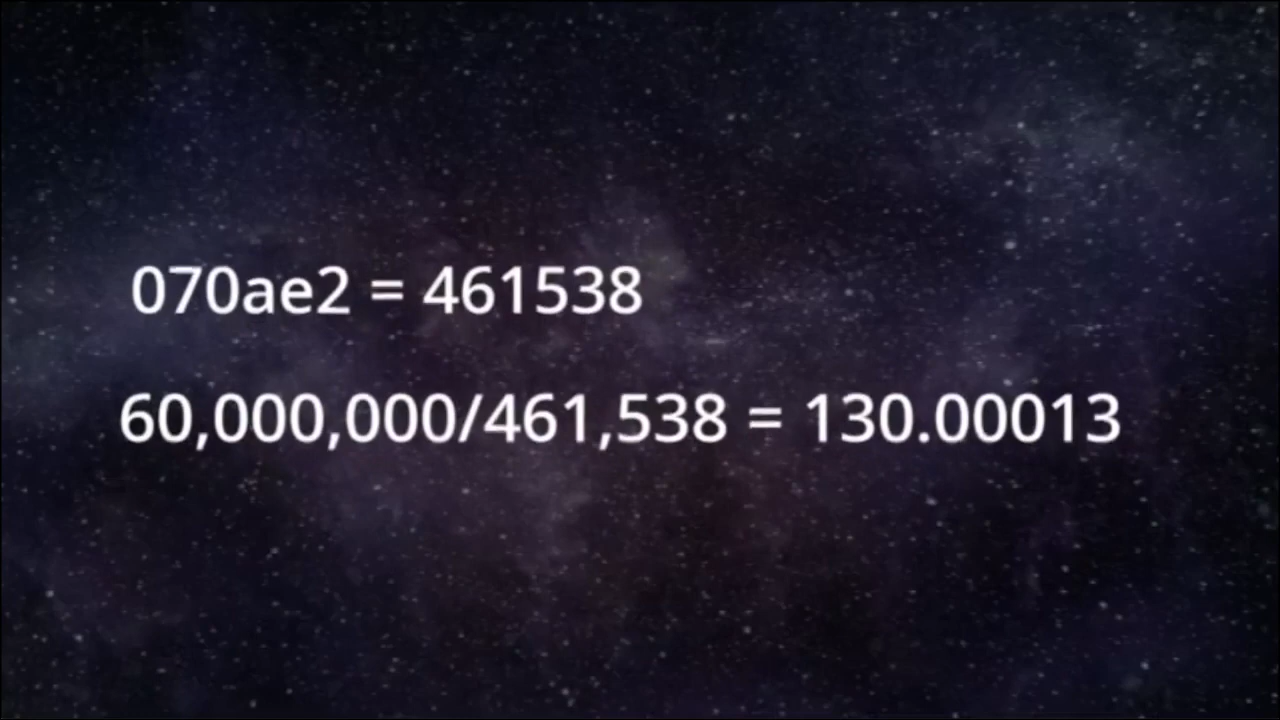 070ae2 = 461538
60,000,000/461,538 = 130.00013